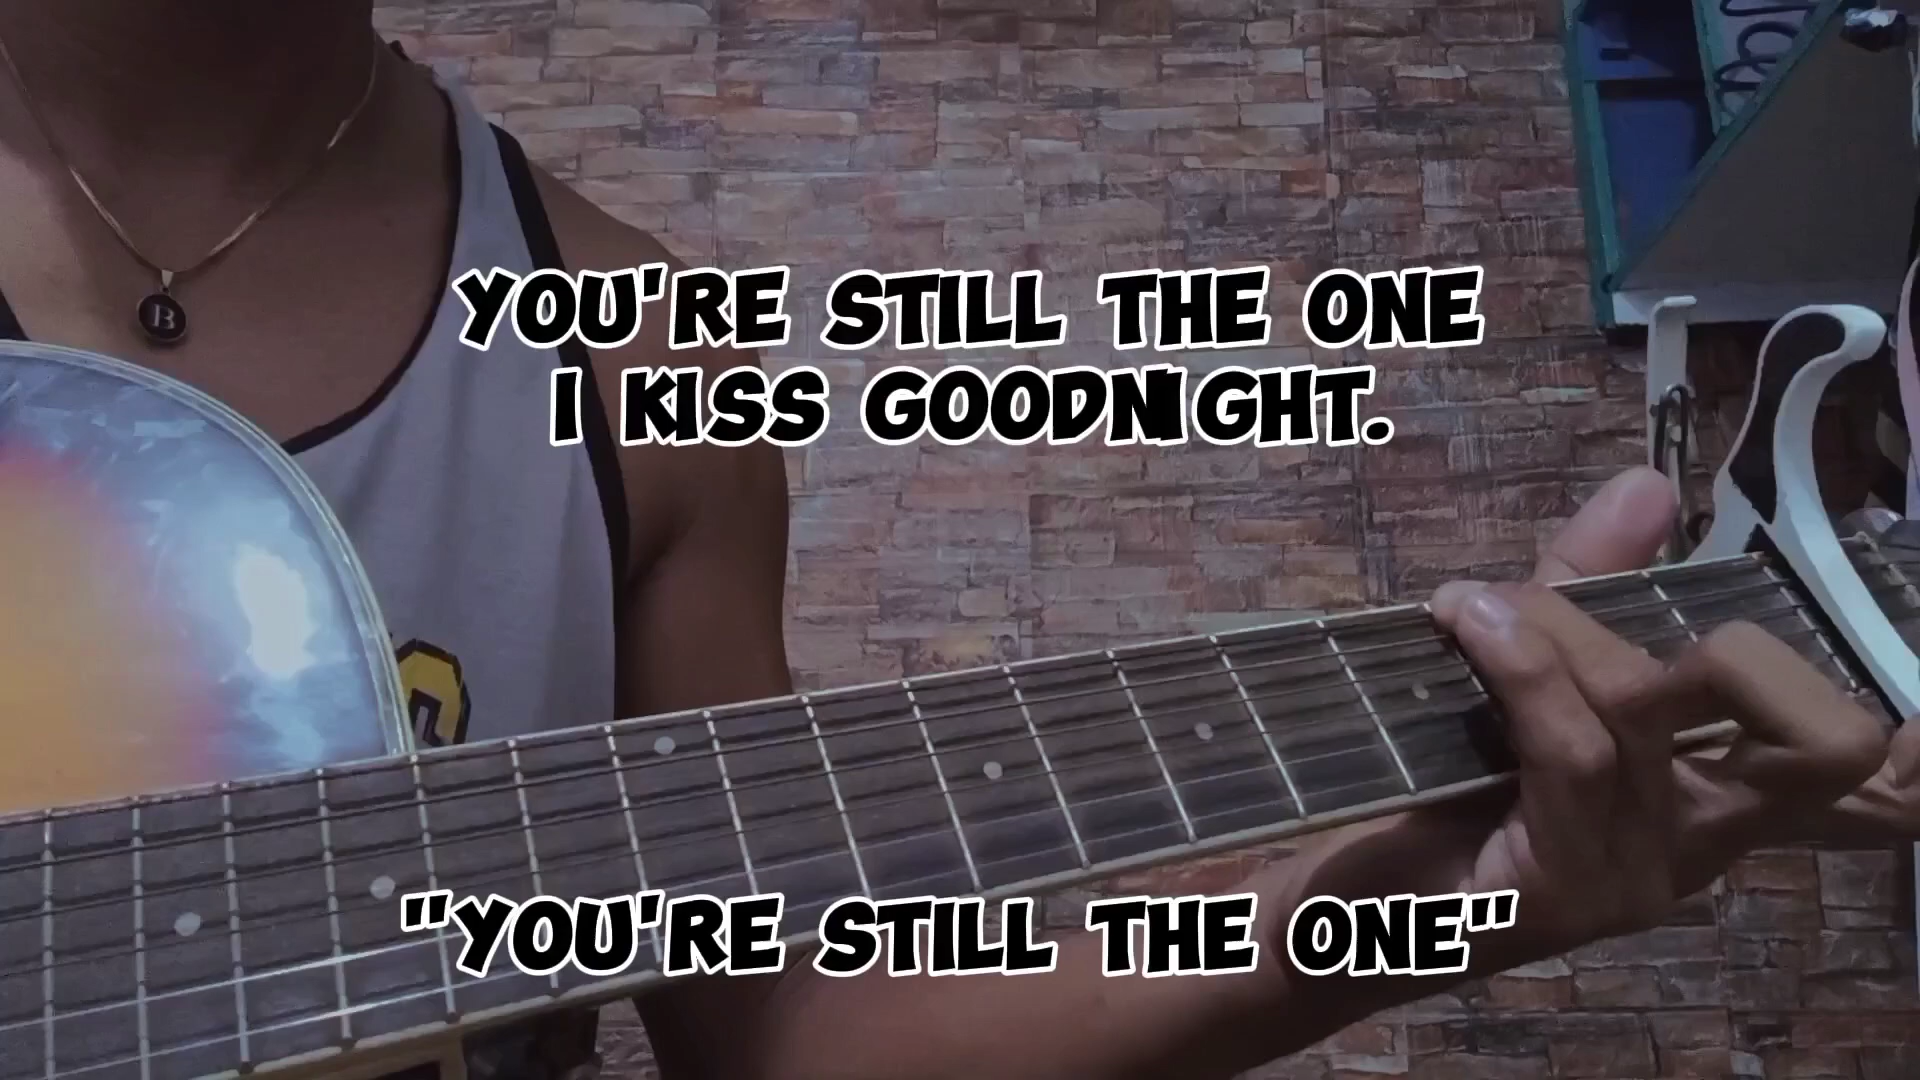 YOU'RE STILL THE ONE
I KISS GOODNIGHT.
B
"YOU'RE STILL THE ONE"